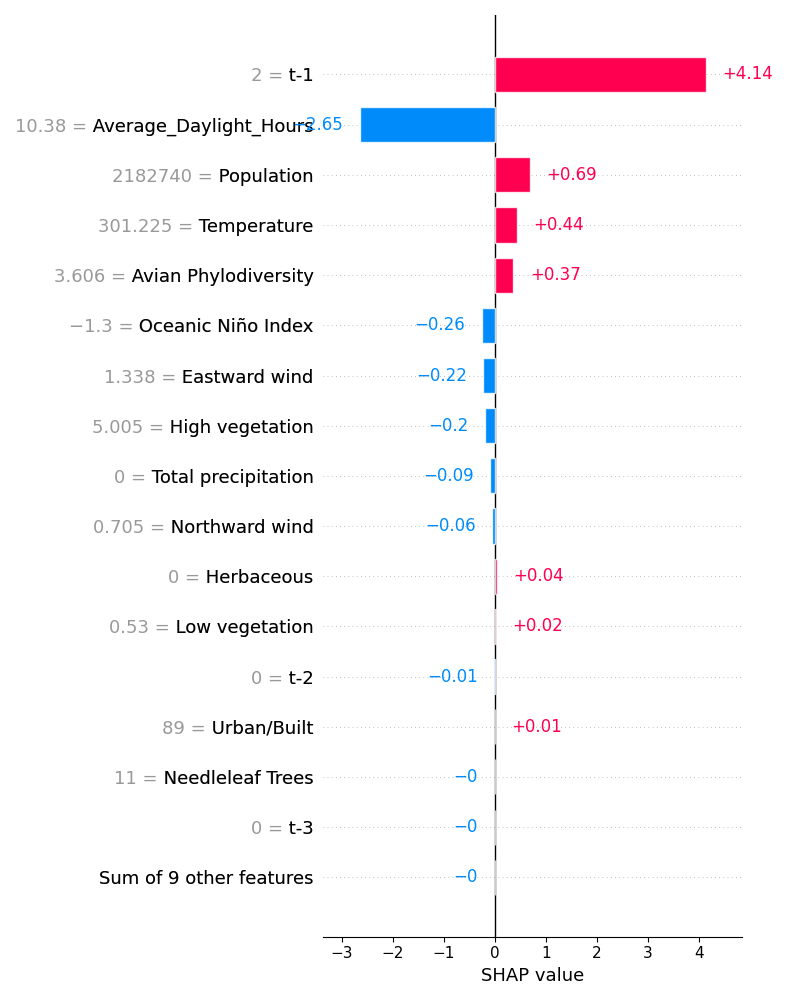 2 = t-1 +4.14
10.38 = Average_Daylight_Hours −2.65
2182740 = Population +0.69
301.225 = Temperature +0.44
3.606 = Avian Phylodiversity +0.37
−1.3 = Oceanic Niño Index −0.26
1.338 = Eastward wind −0.22
5.005 = High vegetation −0.2
0 = Total precipitation −0.09
0.705 = Northward wind −0.06
0 = Herbaceous +0.04
0.53 = Low vegetation +0.02
0 = t-2 −0.01
89 = Urban/Built +0.01
11 = Needleleaf Trees −0
0 = t-3 −0
Sum of 9 other features −0
−3 −2 −1 0 1 2 3 4
SHAP value